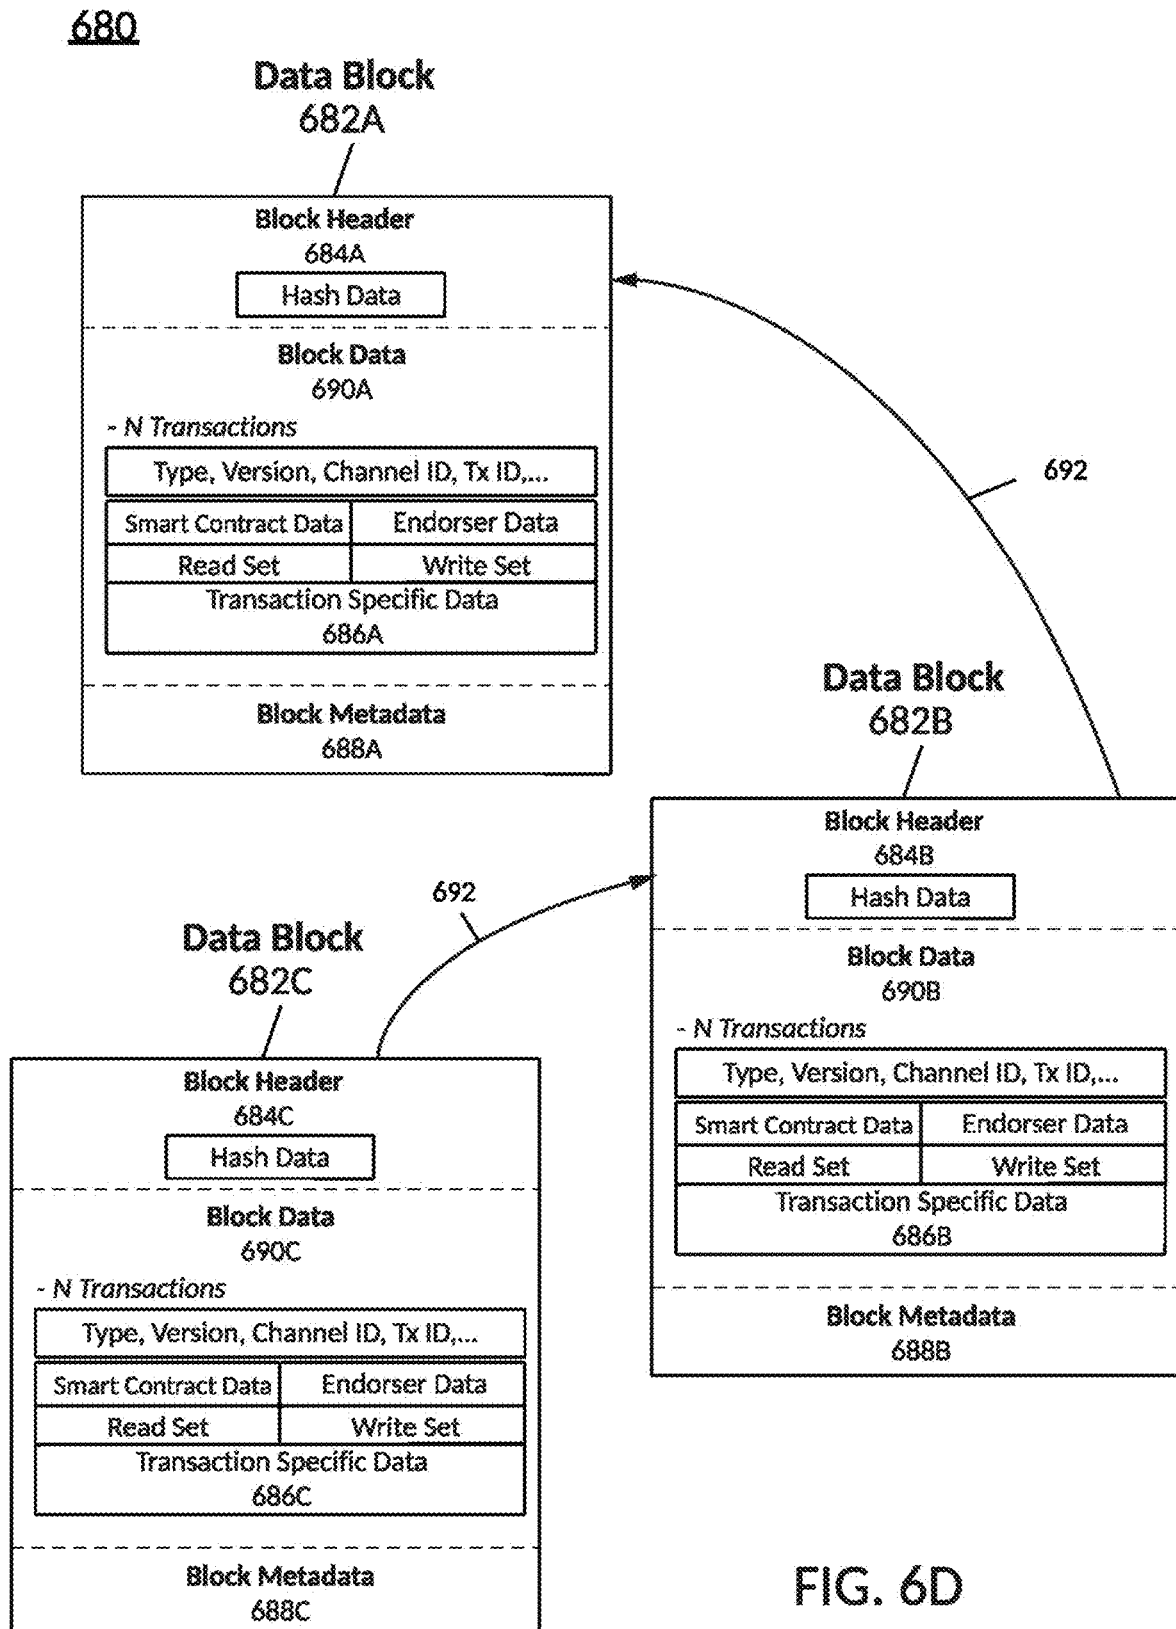 680
Data Block
682A
Block Header
684A
Hash Data
Block Data
690A
- N Transactions
Type, Version, Channel ID, Tx ID,...
Smart Contract Data Endorser Data
Read Set Write Set
Transaction Specific Data
686A
Block Metadata
688A
692
Data Block
682B
Block Header
684B
Hash Data
Block Data
690B
- N Transactions
Type, Version, Channel ID, Tx ID,...
Smart Contract Data Endorser Data
Read Set Write Set
Transaction Specific Data
686B
Block Metadata
688B
692
Data Block
682C
Block Header
684C
Hash Data
Block Data
690C
- N Transactions
Type, Version, Channel ID, Tx ID,...
Smart Contract Data Endorser Data
Read Set Write Set
Transaction Specific Data
686C
Block Metadata
688C
FIG. 6D